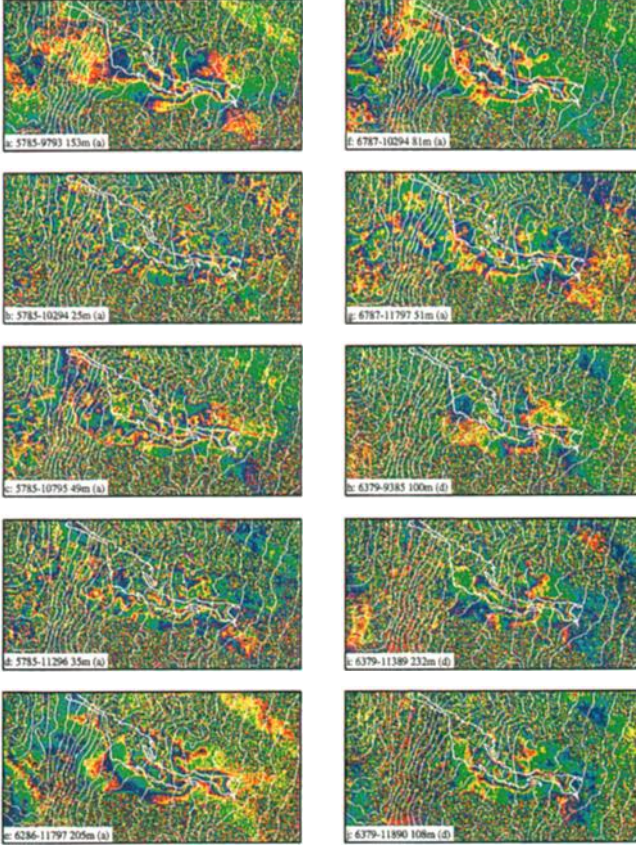 a: 5785-9793 153m (a)
b: 5785-10294 25m (a)
c: 5785-10795 49m (a)
d: 5785-11296 35m (a)
e: 6286-11797 205m (a)
f: 6787-10294 81m (a)
g: 6787-11797 51m (a)
h: 6379-9385 100m (d)
i: 6379-11389 232m (d)
j: 6379-11890 108m (d)